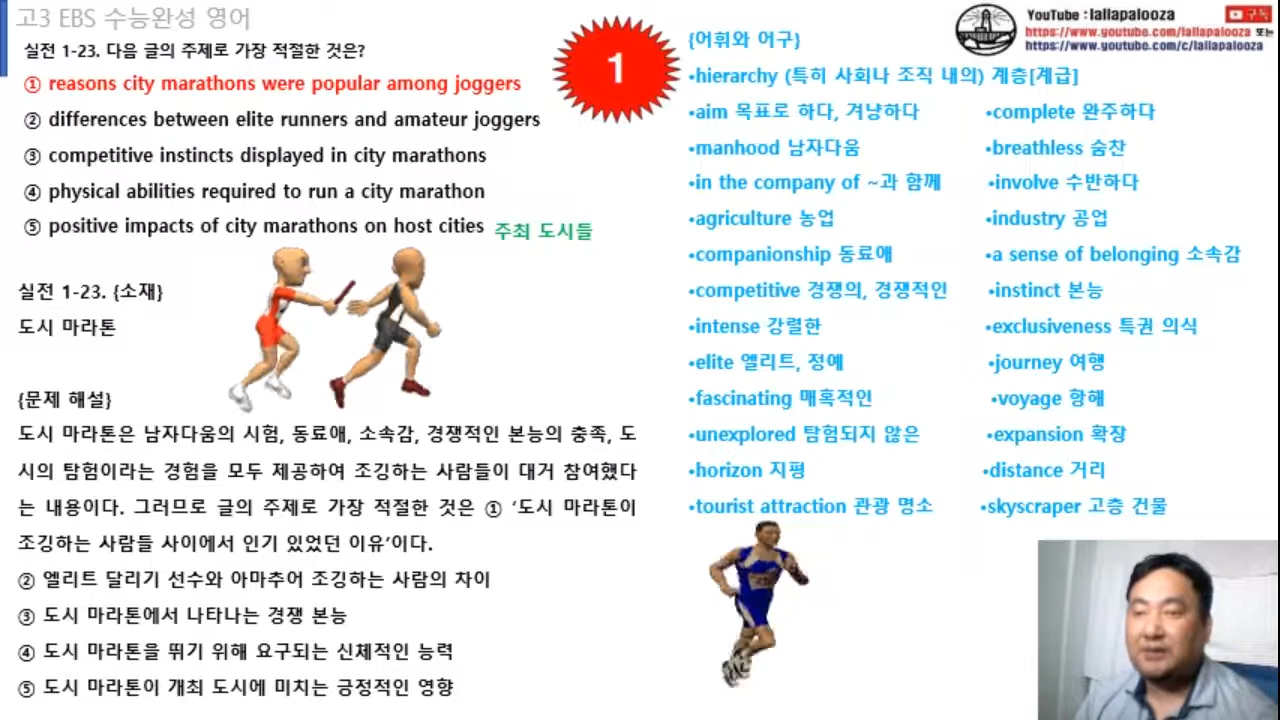 고3 EBS 수능완성 영어
실전 1-23. 다음 글의 주제로 가장 적절한 것은?
① reasons city marathons were popular among joggers
② differences between elite runners and amateur joggers
③ competitive instincts displayed in city marathons
④ physical abilities required to run a city marathon
⑤ positive impacts of city marathons on host cities 주최 도시들
실전 1-23. {소재}
도시 마라톤
{문제 해설}
도시 마라톤은 남자다움의 시험, 동료애, 소속감, 경쟁적인 본능의 충족, 도
시의 탐험이라는 경험을 모두 제공하여 조깅하는 사람들이 대거 참여했다
는 내용이다. 그러므로 글의 주제로 가장 적절한 것은 ① ‘도시 마라톤이
조깅하는 사람들 사이에서 인기 있었던 이유’이다.
② 엘리트 달리기 선수와 아마추어 조깅하는 사람의 차이
③ 도시 마라톤에서 나타나는 경쟁 본능
④ 도시 마라톤을 뛰기 위해 요구되는 신체적인 능력
⑤ 도시 마라톤이 개최 도시에 미치는 긍정적인 영향
1
{어휘와 어구}
•hierarchy (특히 사회나 조직 내의) 계층[계급]
•aim 목표로 하다, 겨냥하다 •complete 완주하다
•manhood 남자다움 •breathless 숨찬
•in the company of ~과 함께 •involve 수반하다
•agriculture 농업 •industry 공업
•companionship 동료애 •a sense of belonging 소속감
•competitive 경쟁의, 경쟁적인 •instinct 본능
•intense 강렬한 •exclusiveness 특권 의식
•elite 엘리트, 정예 •journey 여행
•fascinating 매혹적인 •voyage 항해
•unexplored 탐험되지 않은 •expansion 확장
•horizon 지평 •distance 거리
•tourist attraction 관광 명소 •skyscraper 고층 건물
YouTube : lallapalooza 구독
https://www.youtube.com/lallapalooza 또는
https://www.youtube.com/c/lallapalooza